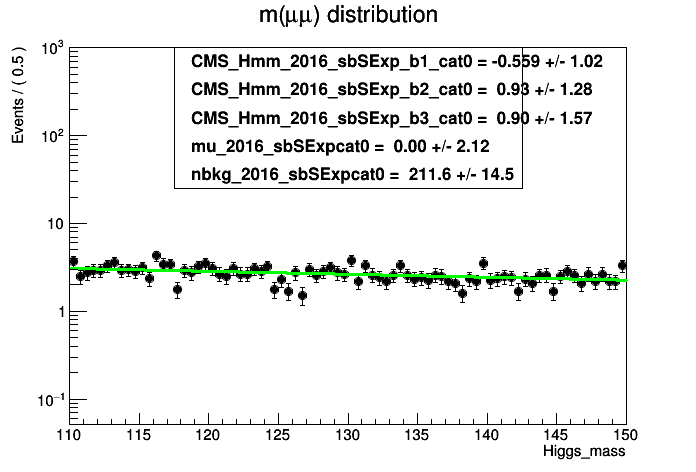 m(μμ) distribution
Events / ( 0.5 )
10³
10²
10
1
10⁻¹
CMS_Hmm_2016_sbSExp_b1_cat0 = -0.559 +/- 1.02
CMS_Hmm_2016_sbSExp_b2_cat0 = 0.93 +/- 1.28
CMS_Hmm_2016_sbSExp_b3_cat0 = 0.90 +/- 1.57
mu_2016_sbSExpcat0 = 0.00 +/- 2.12
nbkg_2016_sbSExpcat0 = 211.6 +/- 14.5
110 115 120 125 130 135 140 145 150
Higgs_mass